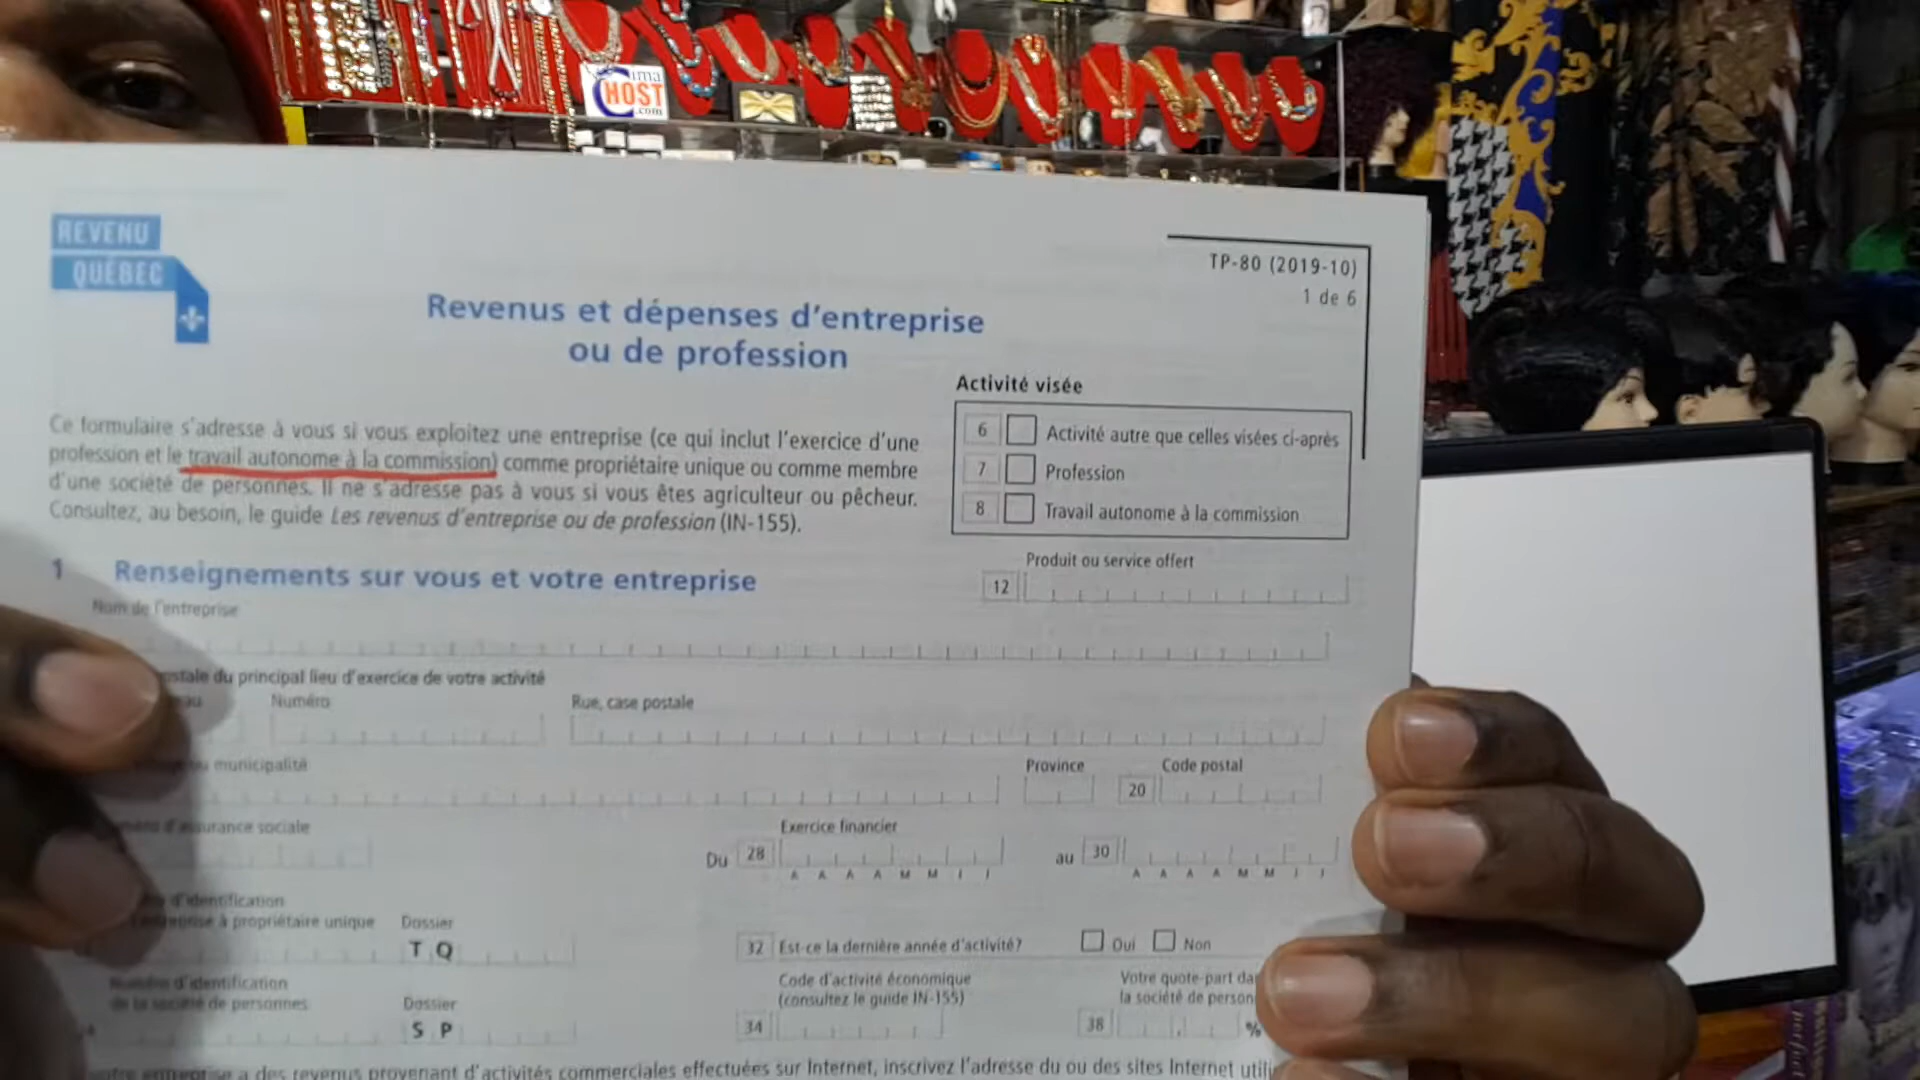 ima
HOST
.com
REVENU
QUÉBEC
TP-80 (2019-10)
1 de 6
Revenus et dépenses d'entreprise
ou de profession
Activité visée
6 Activité autre que celles visées ci-après
7 Profession
8 Travail autonome à la commission
Ce formulaire s'adresse à vous si vous exploitez une entreprise (ce qui inclut l'exercice d'une
profession et le travail autonome à la commission) comme propriétaire unique ou comme membre
d'une société de personnes. Il ne s'adresse pas à vous si vous êtes agriculteur ou pêcheur.
Consultez, au besoin, le guide Les revenus d'entreprise ou de profession (IN-155).
1 Renseignements sur vous et votre entreprise
Produit ou service offert
12
Nom de l'entreprise
du principal lieu d'exercice de votre activité
Numéro Rue, case postale
municipalité Province Code postal
20
d'assurance sociale Exercice financier
Du 28 au 30
A A A A M M J J A A A A M M J J
d'identification
à propriétaire unique Dossier
T Q
32 Est-ce la dernière année d'activité? Oui Non
Numéro d'identification
de la société de personnes Dossier
S P
Code d'activité économique
(consultez le guide IN-155)
34
Votre quote-part da
la société de person
38 %
entreprise a des revenus provenant d'activités commerciales effectuées sur Internet, inscrivez l'adresse du ou des sites Internet utili